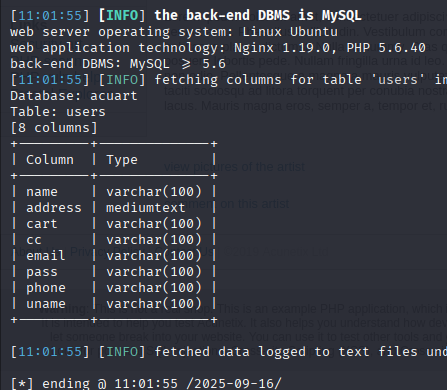 [11:01:55] [INFO] the back-end DBMS is MySQL
web server operating system: Linux Ubuntu
web application technology: Nginx 1.19.0, PHP 5.6.40
back-end DBMS: MySQL >= 5.6
[11:01:55] [INFO] fetching columns for table 'users' in
Database: acuart
Table: users
[8 columns]
+---------+--------------+
| Column | Type |
+---------+--------------+
| name | varchar(100) |
| address | mediumtext |
| cart | varchar(100) |
| cc | varchar(100) |
| email | varchar(100) |
| pass | varchar(100) |
| phone | varchar(100) |
| uname | varchar(100) |
+---------+--------------+
[11:01:55] [INFO] fetched data logged to text files und
[*] ending @ 11:01:55 /2025-09-16/